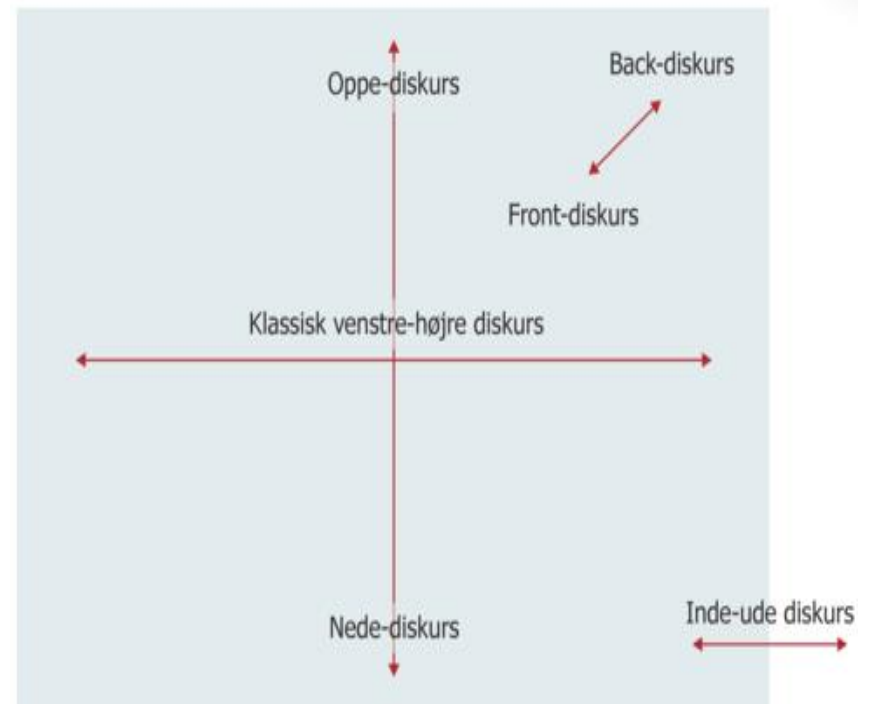 Back-diskurs
Oppe-diskurs
Front-diskurs
Klassisk venstre-højre diskurs
Inde-ude diskurs
Nede-diskurs